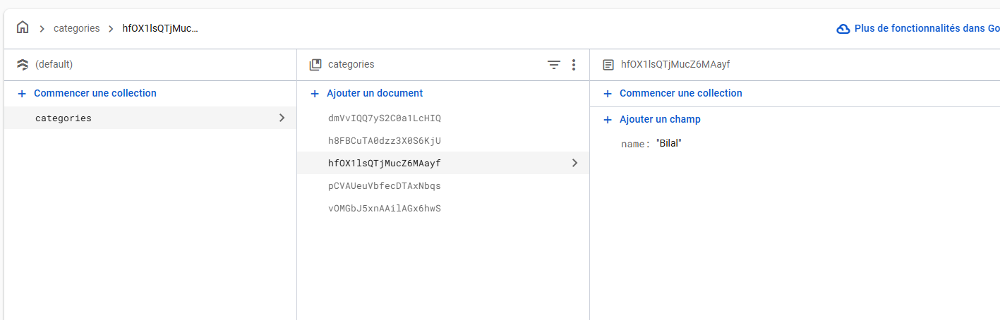 categories
hfOX1lsQTjMuc...
Plus de fonctionnalités dans Go
(default)
categories
hfOX1lsQTjMucZ6MAayf
+ Commencer une collection
+ Ajouter un document
+ Commencer une collection
categories
dmVvIQQ7yS2C0a1LcHIQ
+ Ajouter un champ
h8FBCuTA0dzz3X0S6KjU
name: "Bilal"
hfOX1lsQTjMucZ6MAayf
pCVAUeuVbfecDTAxNbqs
vOMGbJ5xnAAilAGx6hwS